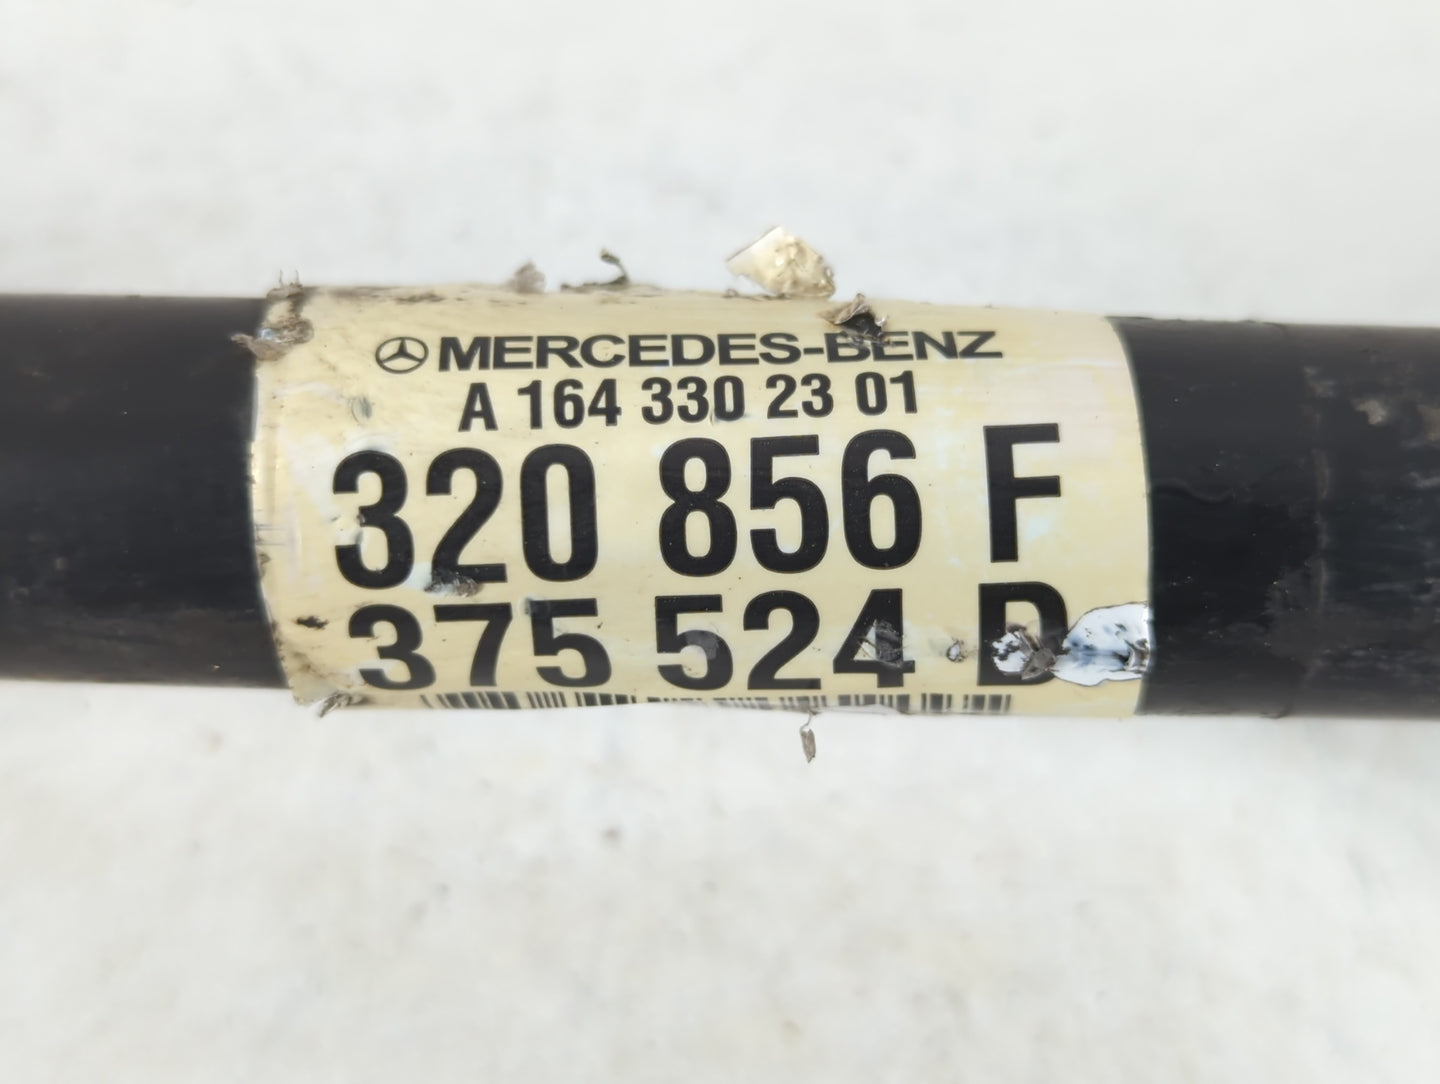 MERCEDES-BENZ
A 164 330 23 01
320 856 F
375 524 D